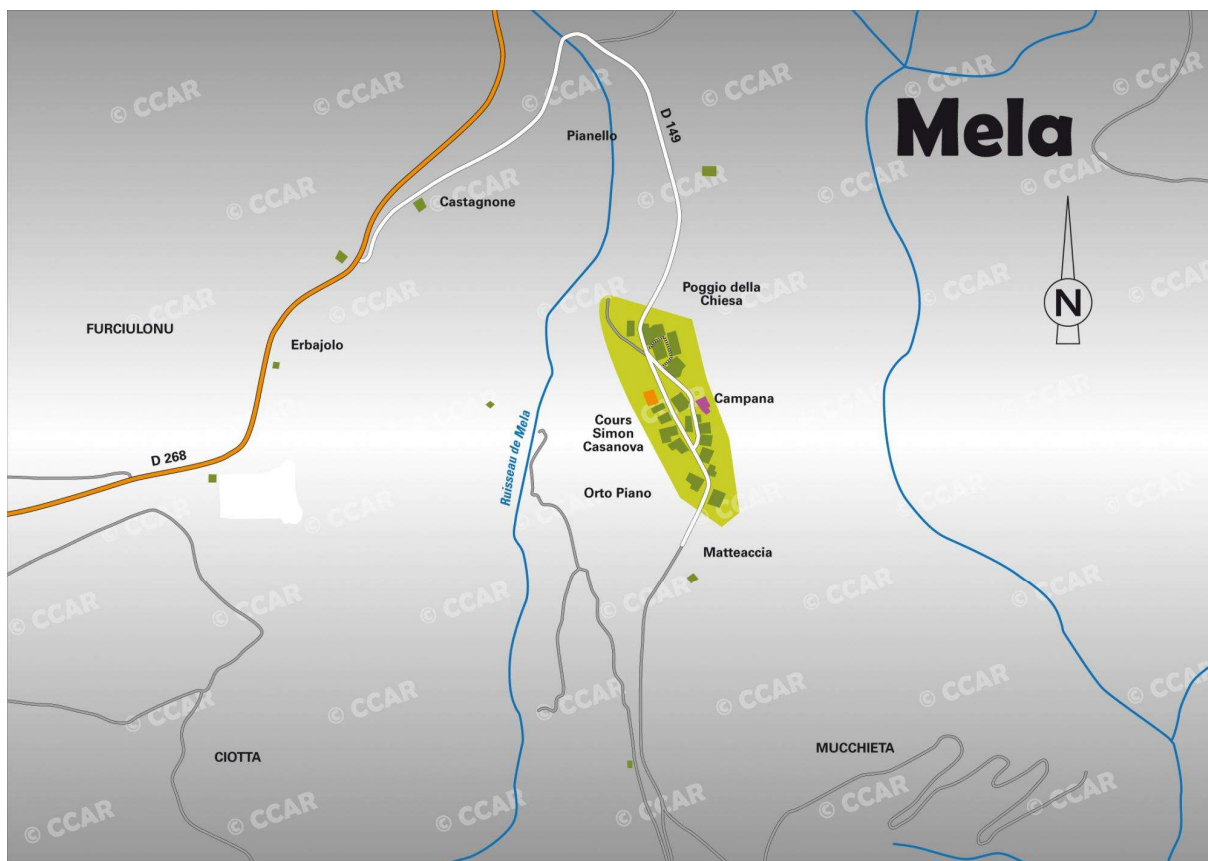 Mela
D 149
Pianello
Castagnone
Poggio della
Chiesa
N
FURCIULONU
Erbajolo
Campana
Cours
Simon
Casanova
D 268
Ruisseau de Mela
Orto Piano
Matteaccia
CIOTTA
MUCCHIETA
© CCAR